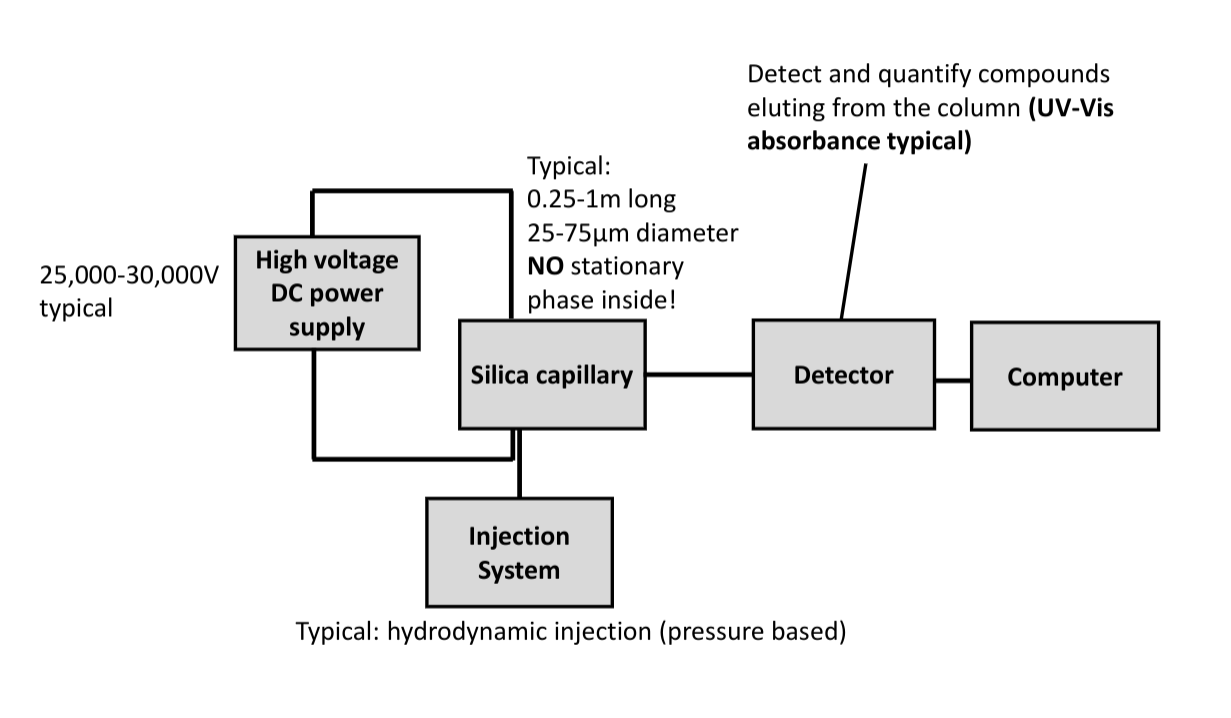 Detect and quantify compounds
eluting from the column (UV-Vis
absorbance typical)
Typical:
0.25-1m long
25-75µm diameter
NO stationary
phase inside!
25,000-30,000V
typical
High voltage
DC power
supply
Silica capillary
Detector
Computer
Injection
System
Typical: hydrodynamic injection (pressure based)